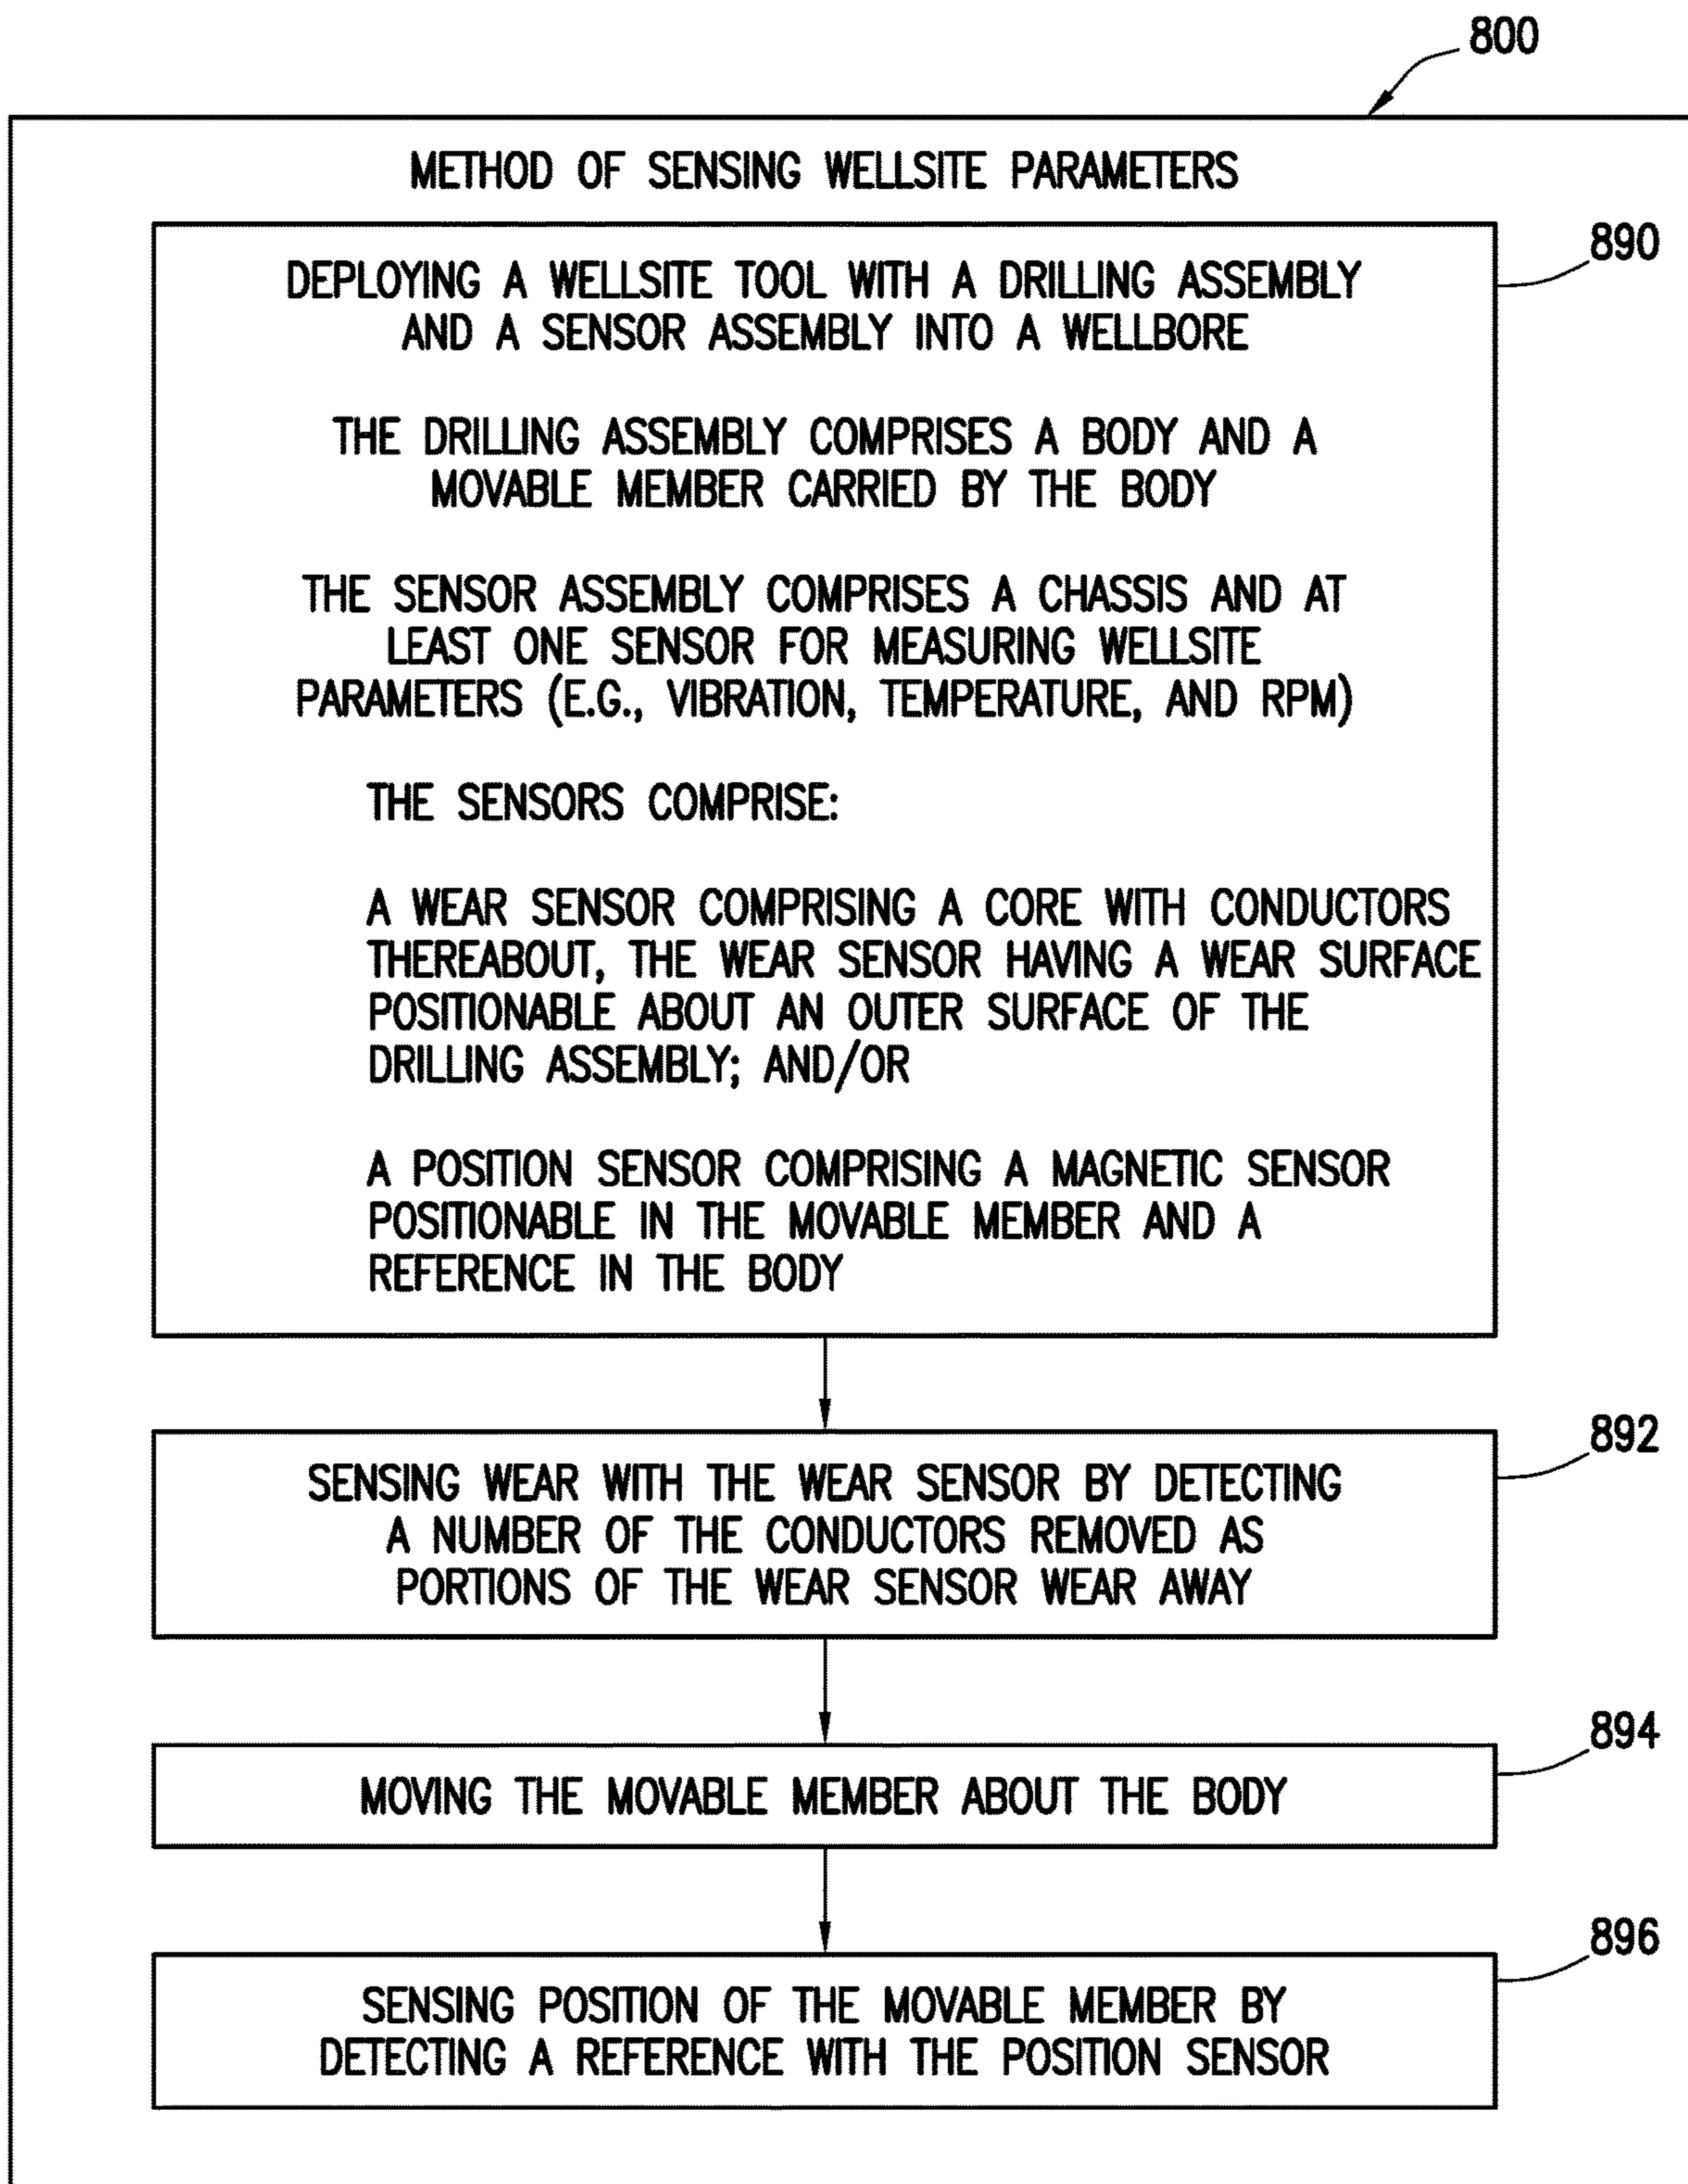 800
METHOD OF SENSING WELLSITE PARAMETERS
890
DEPLOYING A WELLSITE TOOL WITH A DRILLING ASSEMBLY
AND A SENSOR ASSEMBLY INTO A WELLBORE
THE DRILLING ASSEMBLY COMPRISES A BODY AND A
MOVABLE MEMBER CARRIED BY THE BODY
THE SENSOR ASSEMBLY COMPRISES A CHASSIS AND AT
LEAST ONE SENSOR FOR MEASURING WELLSITE
PARAMETERS (E.G., VIBRATION, TEMPERATURE, AND RPM)
THE SENSORS COMPRISE:
A WEAR SENSOR COMPRISING A CORE WITH CONDUCTORS
THEREABOUT, THE WEAR SENSOR HAVING A WEAR SURFACE
POSITIONABLE ABOUT AN OUTER SURFACE OF THE
DRILLING ASSEMBLY; AND/OR
A POSITION SENSOR COMPRISING A MAGNETIC SENSOR
POSITIONABLE IN THE MOVABLE MEMBER AND A
REFERENCE IN THE BODY
892
SENSING WEAR WITH THE WEAR SENSOR BY DETECTING
A NUMBER OF THE CONDUCTORS REMOVED AS
PORTIONS OF THE WEAR SENSOR WEAR AWAY
894
MOVING THE MOVABLE MEMBER ABOUT THE BODY
896
SENSING POSITION OF THE MOVABLE MEMBER BY
DETECTING A REFERENCE WITH THE POSITION SENSOR